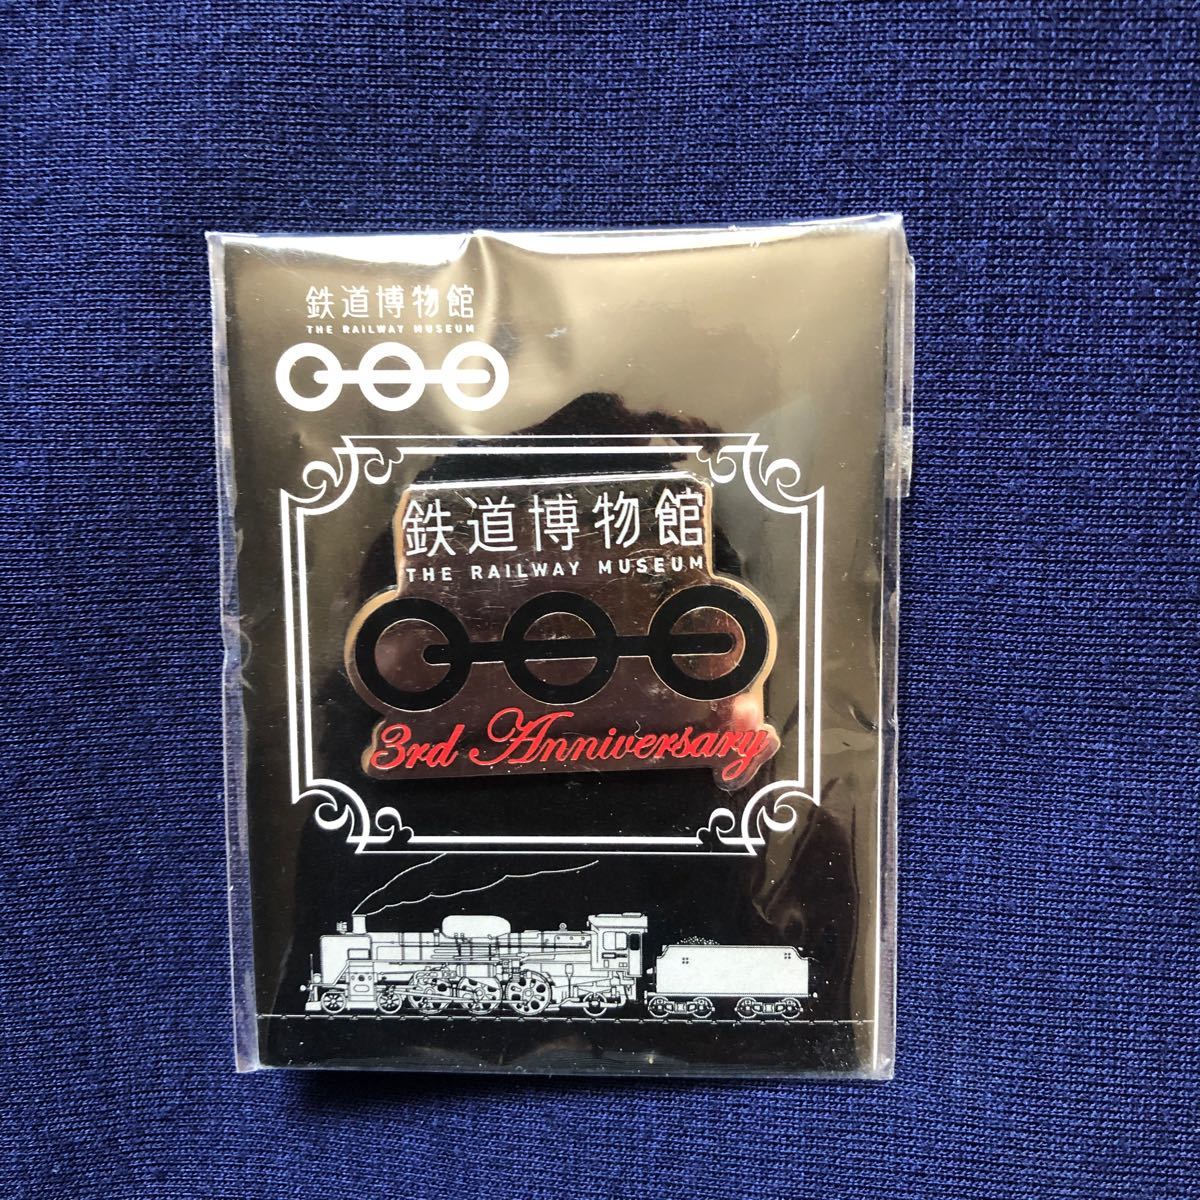 鉄道博物館
THE RAILWAY MUSEUM
鉄道博物館
THE RAILWAY MUSEUM
3rd Anniversary